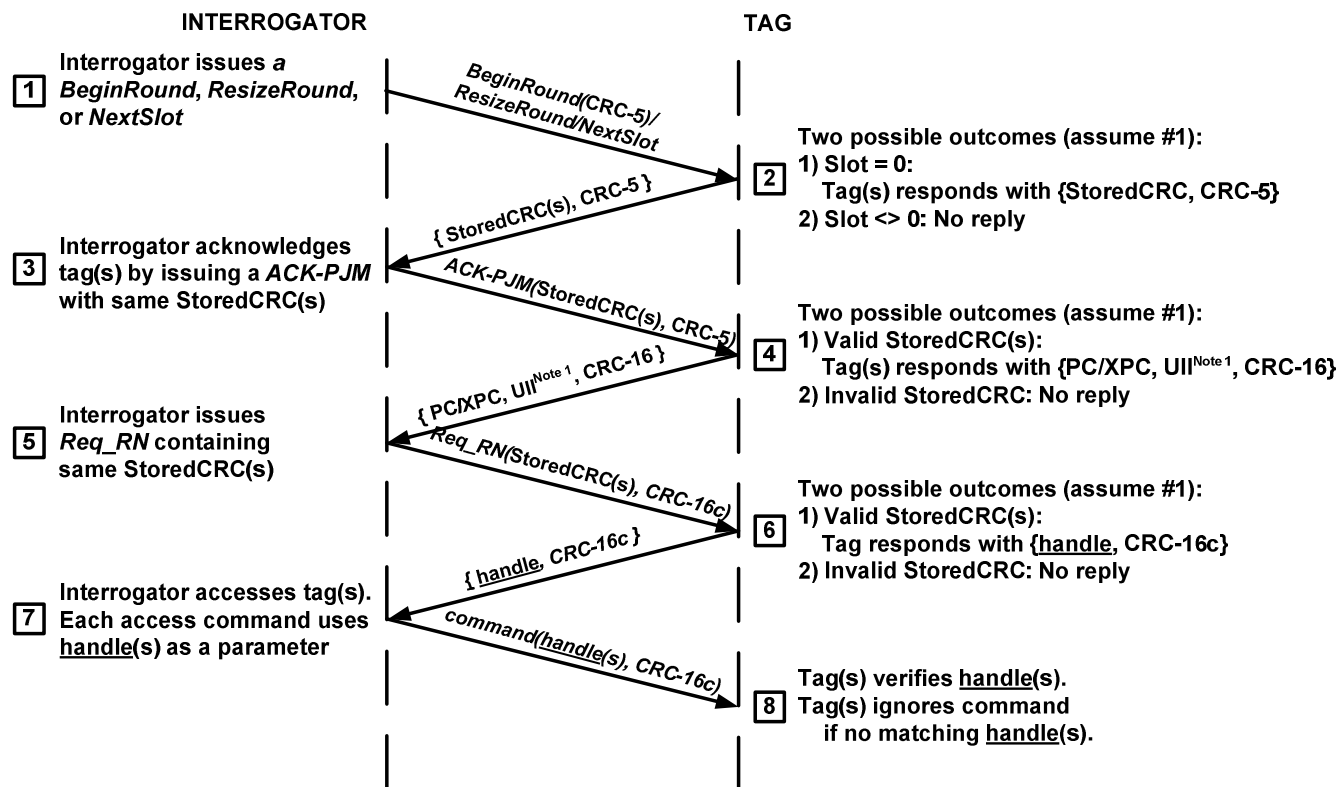 INTERROGATOR
TAG
1
Interrogator issues a
BeginRound, ResizeRound,
or NextSlot
BeginRound(CRC-5)/
ResizeRound/NextSlot
2
Two possible outcomes (assume #1):
1) Slot = 0:
Tag(s) responds with {StoredCRC, CRC-5}
2) Slot <> 0: No reply
{ StoredCRC(s), CRC-5 }
3
Interrogator acknowledges
tag(s) by issuing a ACK-PJM
with same StoredCRC(s)
ACK-PJM(StoredCRC(s), CRC-5)
4
Two possible outcomes (assume #1):
1) Valid StoredCRC(s):
Tag(s) responds with {PC/XPC, UII Note 1, CRC-16}
2) Invalid StoredCRC: No reply
{ PC/XPC, UII Note 1, CRC-16 }
5
Interrogator issues
Req_RN containing
same StoredCRC(s)
Req_RN(StoredCRC(s), CRC-16c)
6
Two possible outcomes (assume #1):
1) Valid StoredCRC(s):
Tag responds with {handle, CRC-16c}
2) Invalid StoredCRC: No reply
{ handle, CRC-16c }
7
Interrogator accesses tag(s).
Each access command uses
handle(s) as a parameter
command(handle(s), CRC-16c)
8
Tag(s) verifies handle(s).
Tag(s) ignores command
if no matching handle(s).